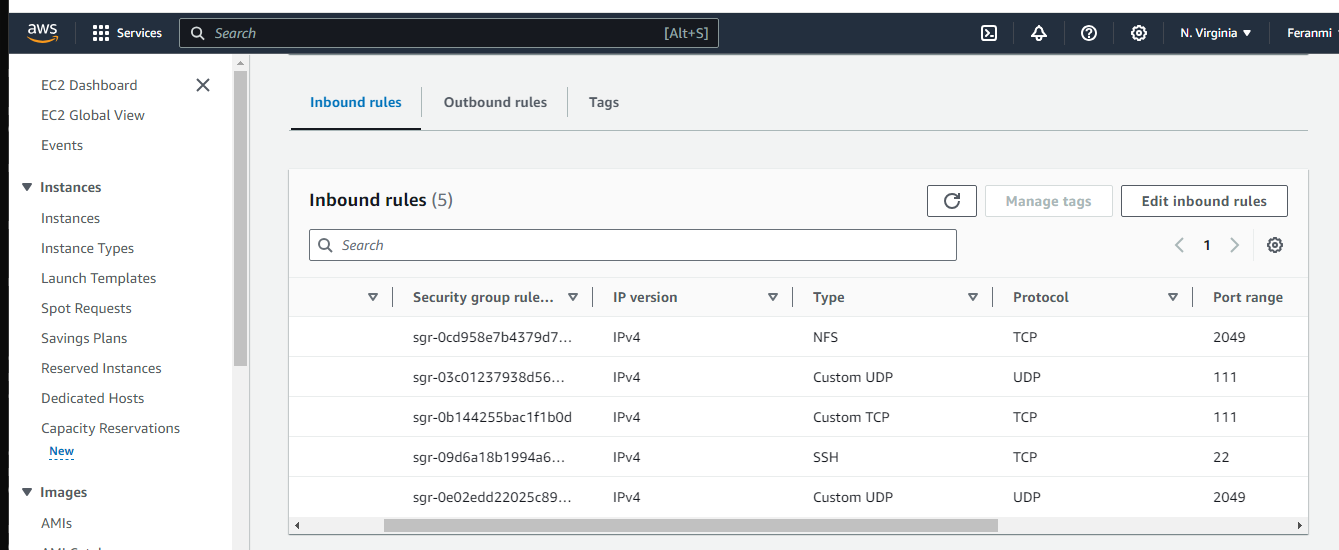 aws Services Search [Alt+S] N. Virginia Feranmi
EC2 Dashboard
EC2 Global View
Events
Instances
Instances
Instance Types
Launch Templates
Spot Requests
Savings Plans
Reserved Instances
Dedicated Hosts
Capacity Reservations
New
Images
AMIs
Inbound rules Outbound rules Tags
Inbound rules (5) Manage tags Edit inbound rules
Search 1
Security group rule... IP version Type Protocol Port range
sgr-0cd958e7b4379d7... IPv4 NFS TCP 2049
sgr-03c01237938d56... IPv4 Custom UDP UDP 111
sgr-0b144255bac1f1b0d IPv4 Custom TCP TCP 111
sgr-09d6a18b1994a6... IPv4 SSH TCP 22
sgr-0e02edd22025c89... IPv4 Custom UDP UDP 2049